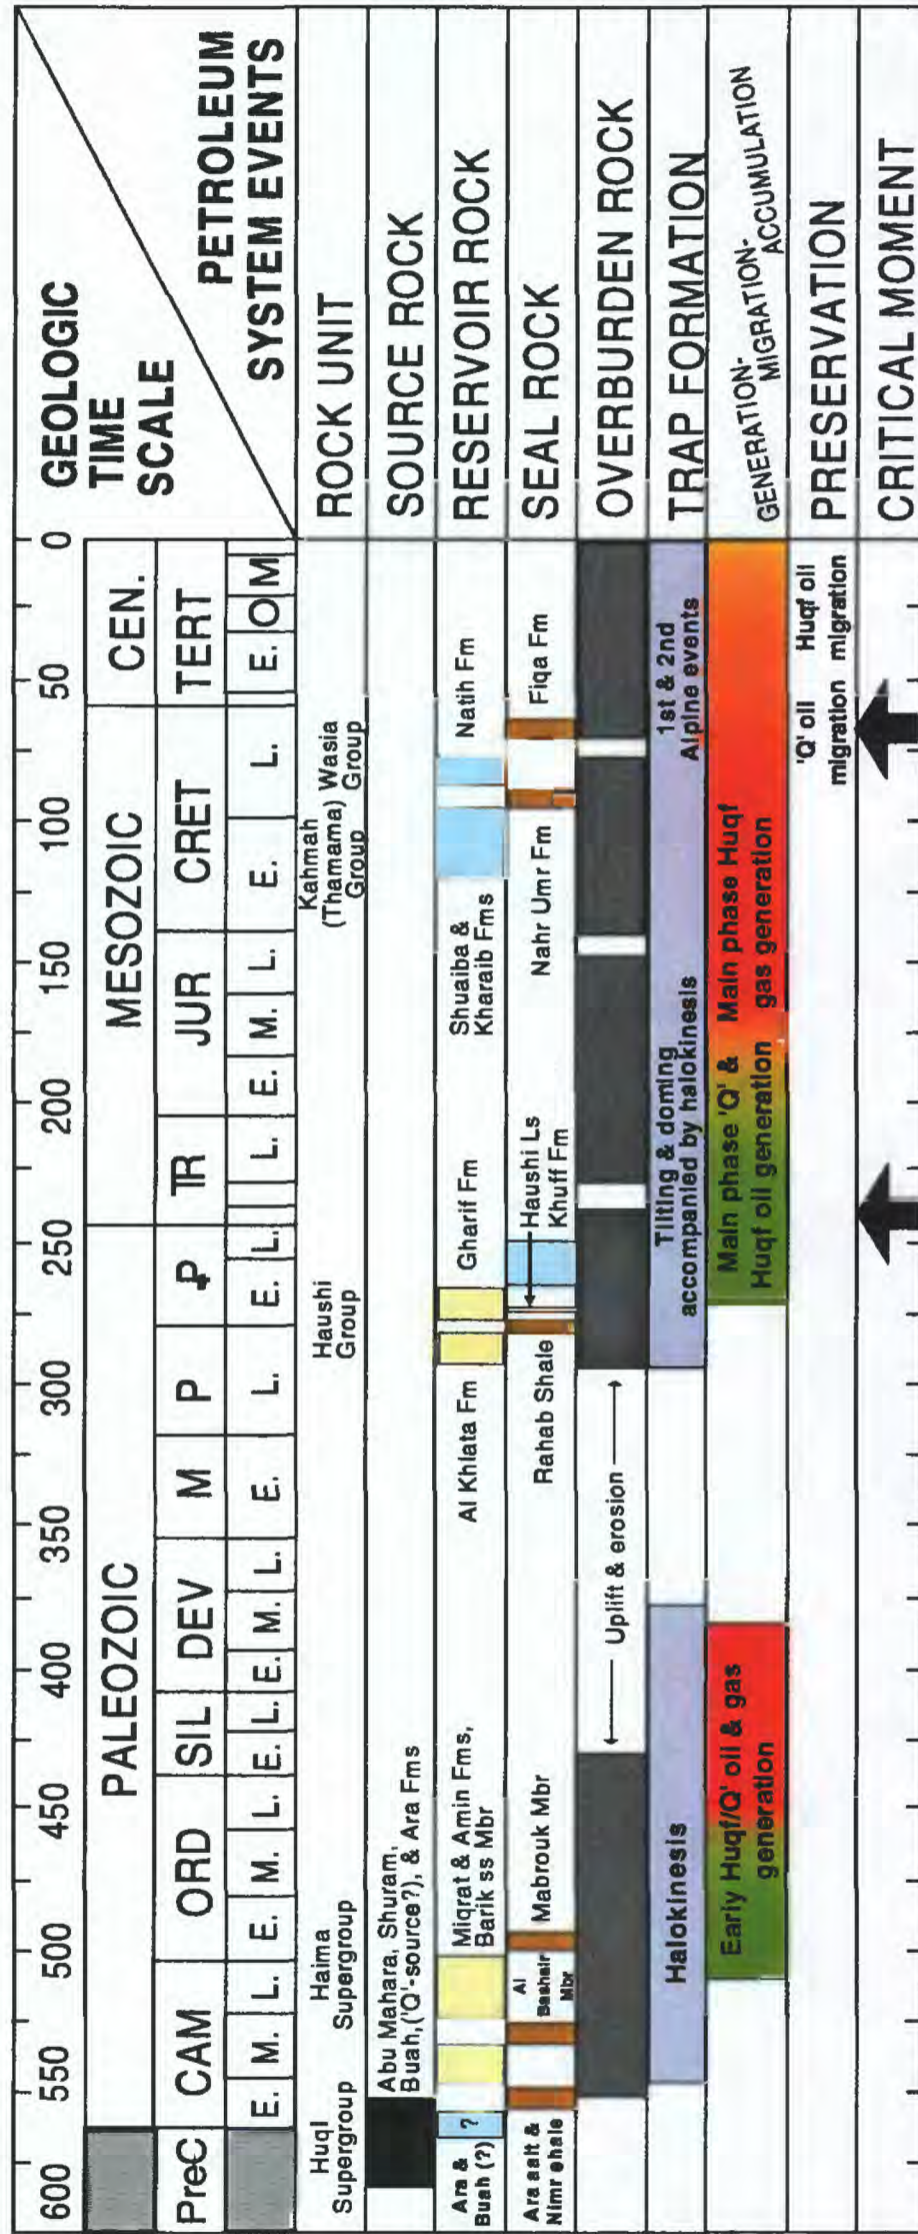 GEOLOGIC
TIME
SCALE
PETROLEUM
SYSTEM EVENTS
600 550 500 450 400 350 300 250 200 150 100 50 0
PALEOZOIC MESOZOIC CEN.
PreC CAM ORD SIL DEV M P P TR JUR CRET TERT
E. M. L. E. M. L. E. L. E. M. L. E. L. E. L. L. E. M. L. E. L. E. O M
ROCK UNIT
Huqf
Supergroup
Haima
Supergroup
Haushi
Group
Kahmah
(Thamama)
Group
Wasia
Group
SOURCE ROCK
Abu Mahara, Shuram,
Buah,('Q'-source?), & Ara Fms
RESERVOIR ROCK
Ara &
Buah (?)
?
Miqrat & Amin Fms,
Barik ss Mbr
Al Khlata Fm
Gharif Fm
Shuaiba &
Kharaib Fms
Natih Fm
SEAL ROCK
Ara salt &
Nimr shale
Al
Bashair
Mbr
Mabrouk Mbr
Rahab Shale
Haushi Ls
Khuff Fm
Nahr Umr Fm
Fiqa Fm
OVERBURDEN ROCK
Uplift & erosion
TRAP FORMATION
Halokinesis
Tilting & doming
accompanied by halokinesis
1st & 2nd
Alpine events
GENERATION-
MIGRATION-
ACCUMULATION
Early Huqf/'Q' oil & gas
generation
Main phase 'Q' &
Huqf oil generation
Main phase Huqf
gas generation
PRESERVATION
'Q' oil
migration
Huqf oil
migration
CRITICAL MOMENT